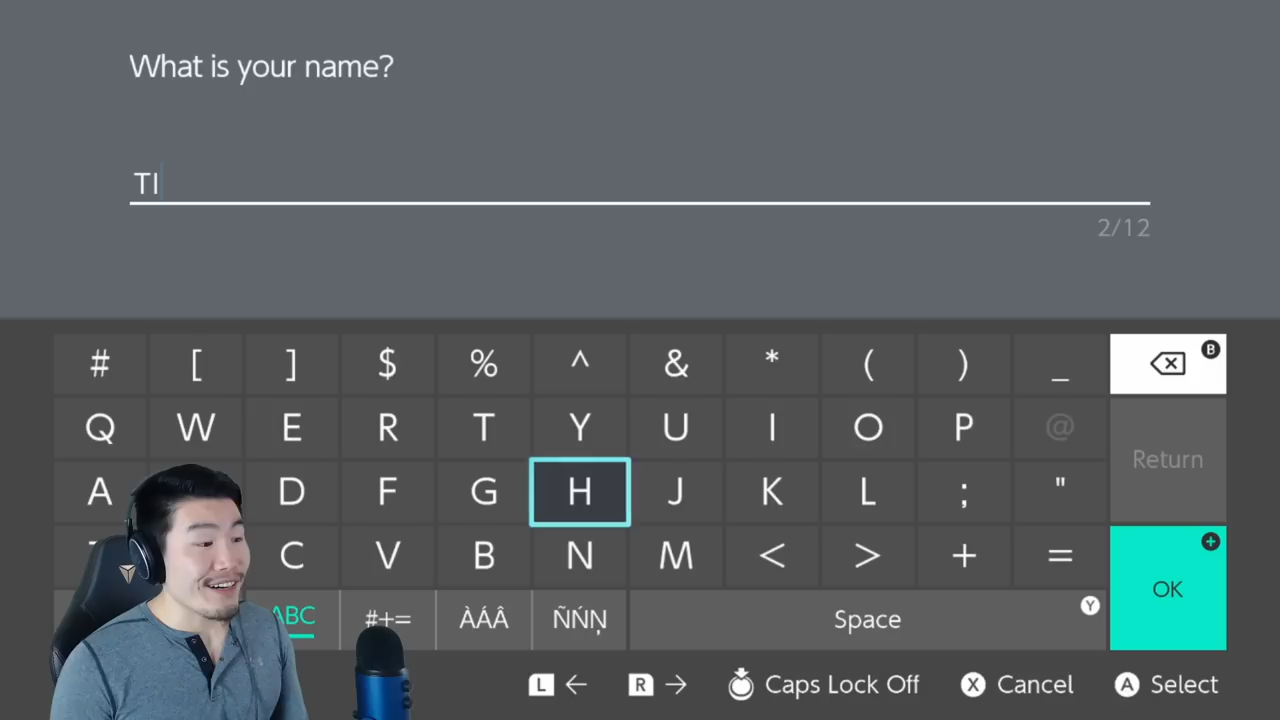 What is your name?
TI
2/12
# [ ] $ % ^ & * ( ) _ B
Q W E R T Y U I O P @ Return
A D F G H J K L ; "
C V B N M < > + = + OK
ABC #+= ÀÁÂ ÑŃŅ Space Y
L ← R → Caps Lock Off X Cancel A Select